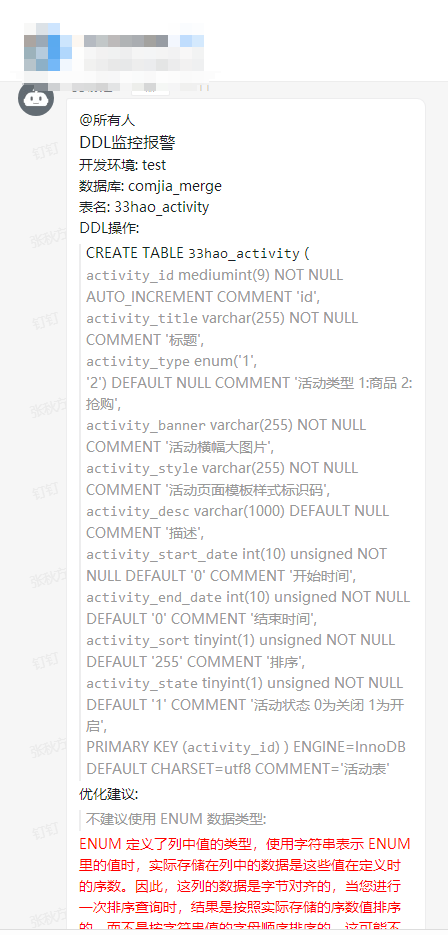 @所有人
DDL监控报警
开发环境: test
数据库: comjia_merge
表名: 33hao_activity
DDL操作:
CREATE TABLE 33hao_activity (
activity_id mediumint(9) NOT NULL
AUTO_INCREMENT COMMENT 'id',
activity_title varchar(255) NOT NULL
COMMENT '标题',
activity_type enum('1',
'2') DEFAULT NULL COMMENT '活动类型 1:商品 2:
抢购',
activity_banner varchar(255) NOT NULL
COMMENT '活动横幅大图片',
activity_style varchar(255) NOT NULL
COMMENT '活动页面模板样式标识码',
activity_desc varchar(1000) DEFAULT NULL
COMMENT '描述',
activity_start_date int(10) unsigned NOT
NULL DEFAULT '0' COMMENT '开始时间',
activity_end_date int(10) unsigned NOT NULL
DEFAULT '0' COMMENT '结束时间',
activity_sort tinyint(1) unsigned NOT NULL
DEFAULT '255' COMMENT '排序',
activity_state tinyint(1) unsigned NOT NULL
DEFAULT '1' COMMENT '活动状态 0为关闭 1为开
启',
PRIMARY KEY (activity_id) ) ENGINE=InnoDB
DEFAULT CHARSET=utf8 COMMENT='活动表'
优化建议:
不建议使用 ENUM 数据类型:
ENUM 定义了列中值的类型，使用字符串表示 ENUM
里的值时，实际存储在列中的数据是这些值在定义时
的序数。因此，这列的数据是字节对齐的，当您进行
一次排序查询时，结果是按照实际存储的序数值排序
的，而不是按字符串值的字母顺序排序的，这可能不